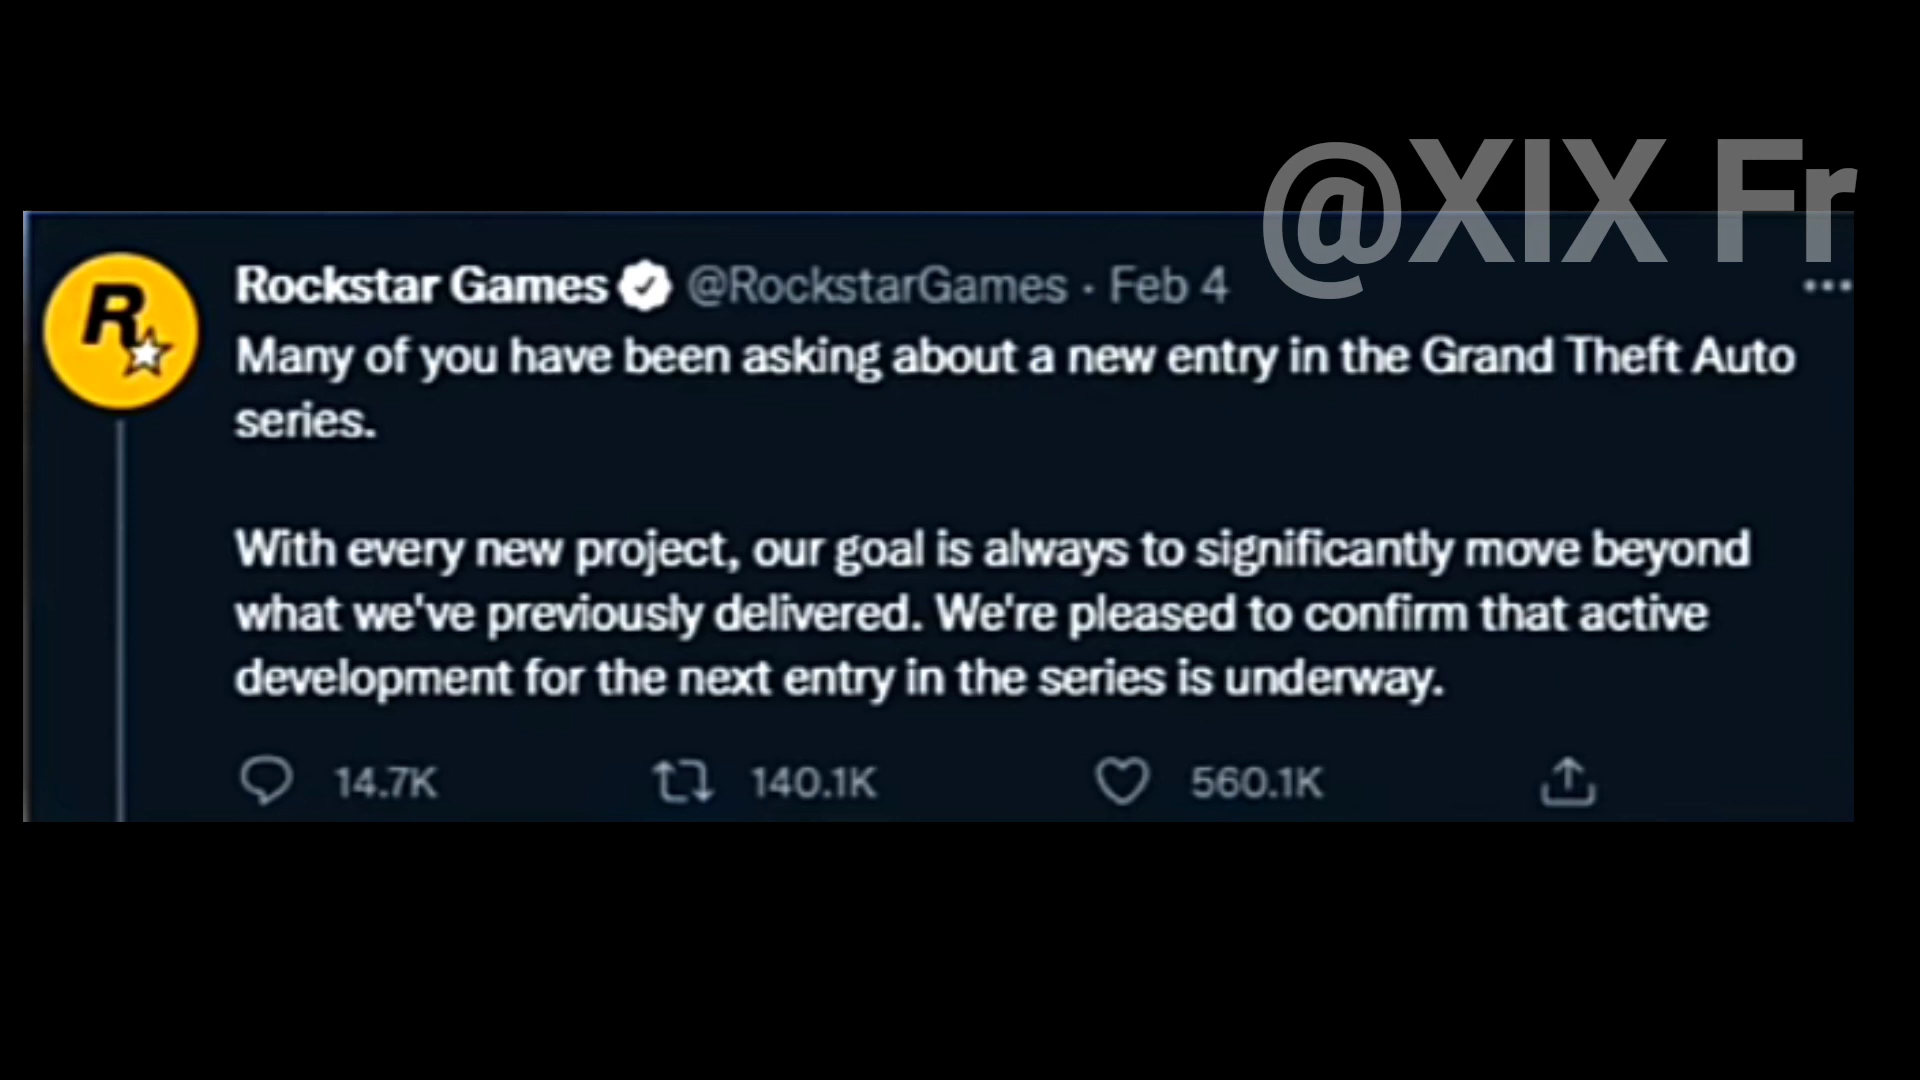 @XIX Fr
R
Rockstar Games @RockstarGames · Feb 4
Many of you have been asking about a new entry in the Grand Theft Auto
series.
With every new project, our goal is always to significantly move beyond
what we've previously delivered. We're pleased to confirm that active
development for the next entry in the series is underway.
14.7K 140.1K 560.1K